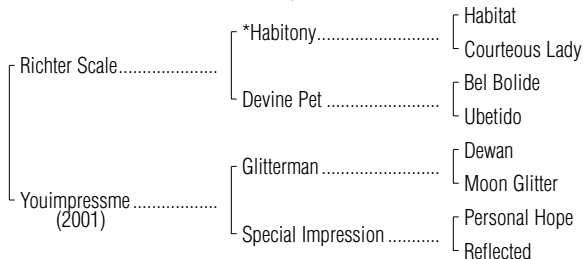 Habitat
*Habitony..............................
Courteous Lady
Richter Scale....................
Bel Bolide
Devine Pet ............................
Ubetido
Dewan
Glitterman .............................
Moon Glitter
Youimpressme .................
(2001)
Personal Hope
Special Impression ............
Reflected